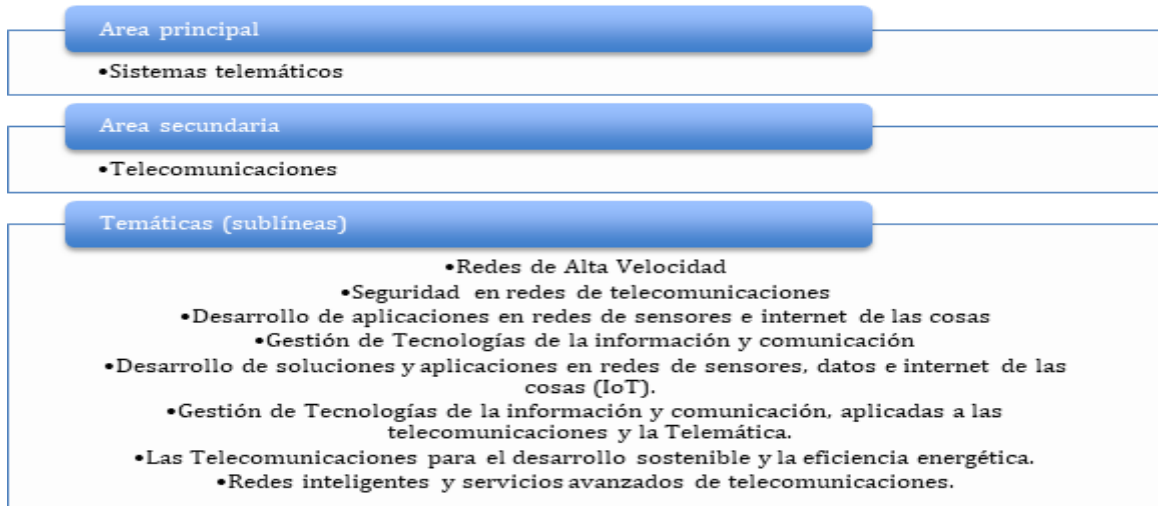 Area principal
•Sistemas telemáticos
Area secundaria
•Telecomunicaciones
Temáticas (sublíneas)
•Redes de Alta Velocidad
•Seguridad en redes de telecomunicaciones
•Desarrollo de aplicaciones en redes de sensores e internet de las cosas
•Gestión de Tecnologías de la información y comunicación
•Desarrollo de soluciones y aplicaciones en redes de sensores, datos e internet de las
cosas (IoT).
•Gestión de Tecnologías de la información y comunicación, aplicadas a las
telecomunicaciones y la Telemática.
•Las Telecomunicaciones para el desarrollo sostenible y la eficiencia energética.
•Redes inteligentes y servicios avanzados de telecomunicaciones.